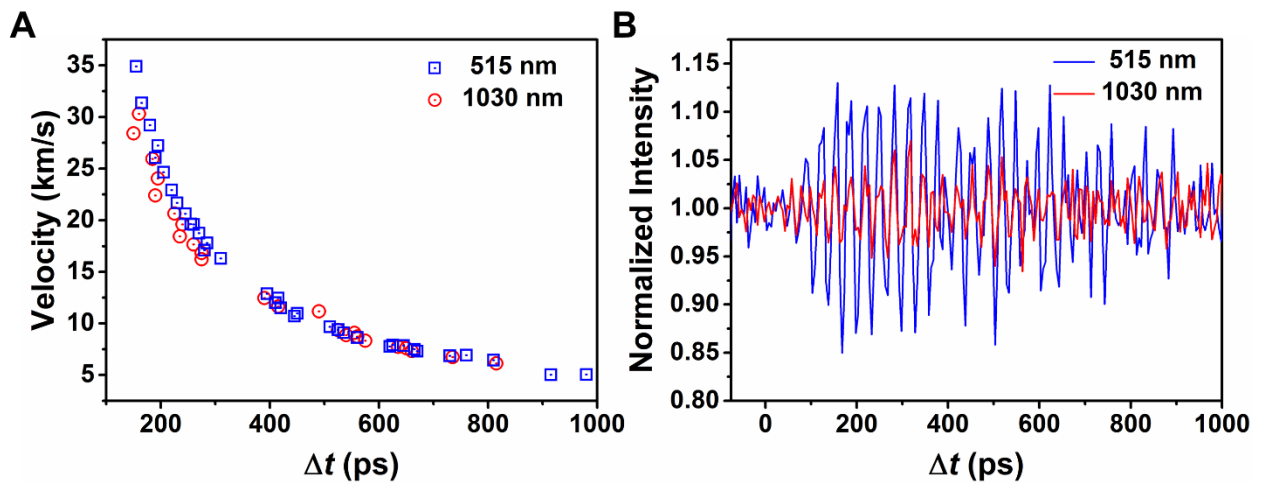 A
Velocity (km/s)
35
30
25
20
15
10
5
200
400
600
800
1000
Δt (ps)
515 nm
1030 nm
B
Normalized Intensity
1.15
1.10
1.05
1.00
0.95
0.90
0.85
0.80
0
200
400
600
800
1000
Δt (ps)
515 nm
1030 nm